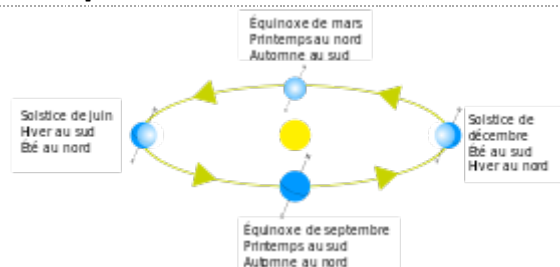 Équinoxe de mars
Printemps au nord
Automne au sud
Solstice de juin
Hiver au sud
Été au nord
Solstice de
décembre
Été au sud
Hiver au nord
Équinoxe de septembre
Printemps au sud
Automne au nord